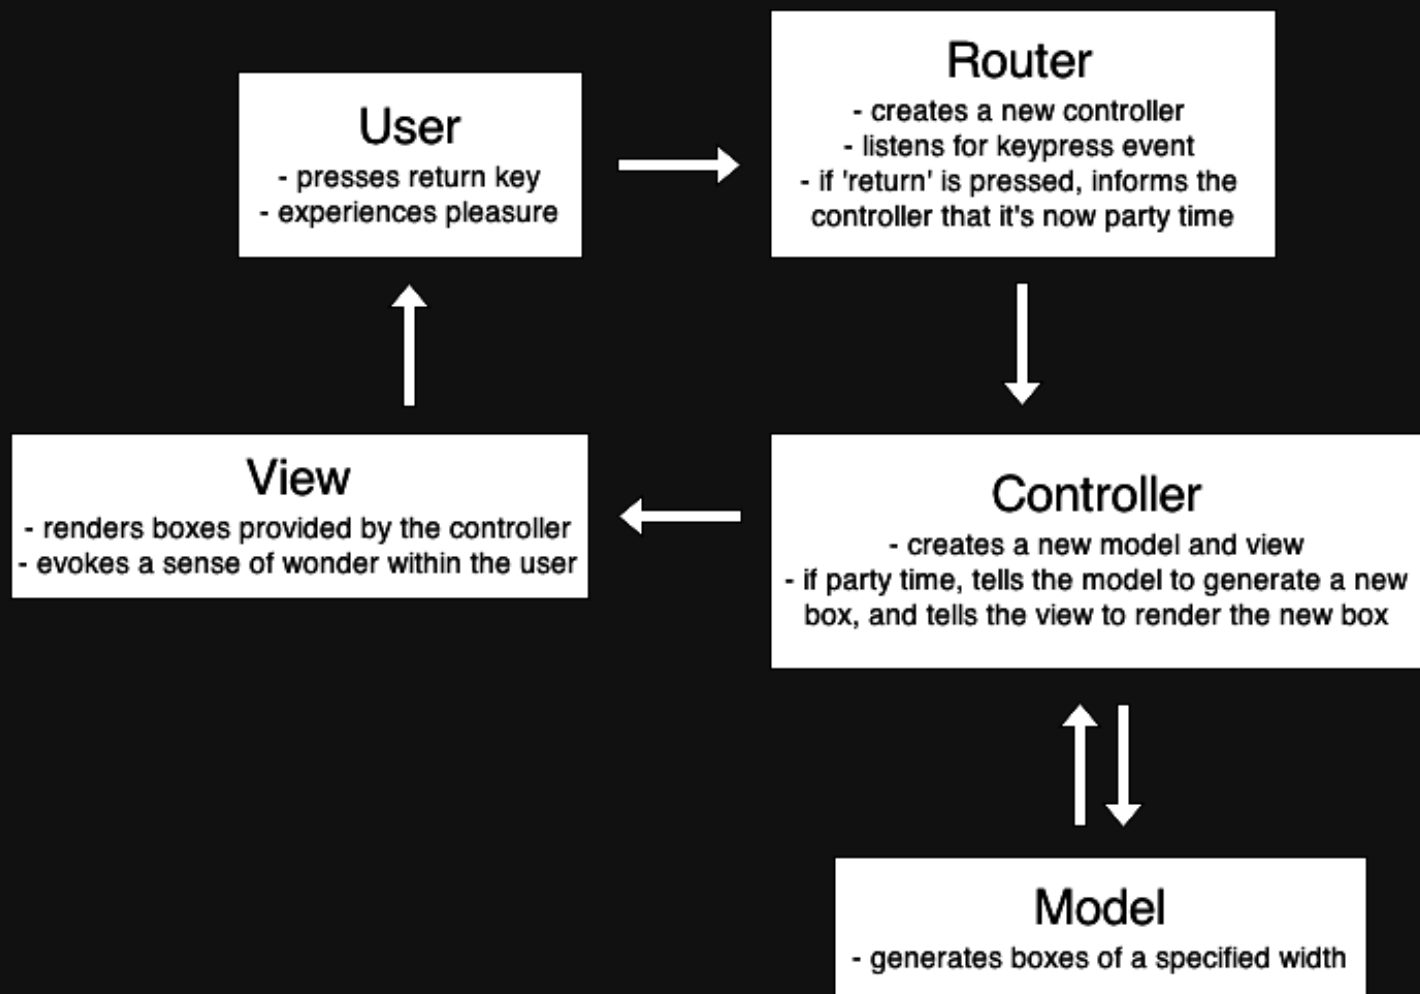 User
- presses return key
- experiences pleasure
Router
- creates a new controller
- listens for keypress event
- if 'return' is pressed, informs the
controller that it's now party time
View
- renders boxes provided by the controller
- evokes a sense of wonder within the user
Controller
- creates a new model and view
- if party time, tells the model to generate a new
box, and tells the view to render the new box
Model
- generates boxes of a specified width